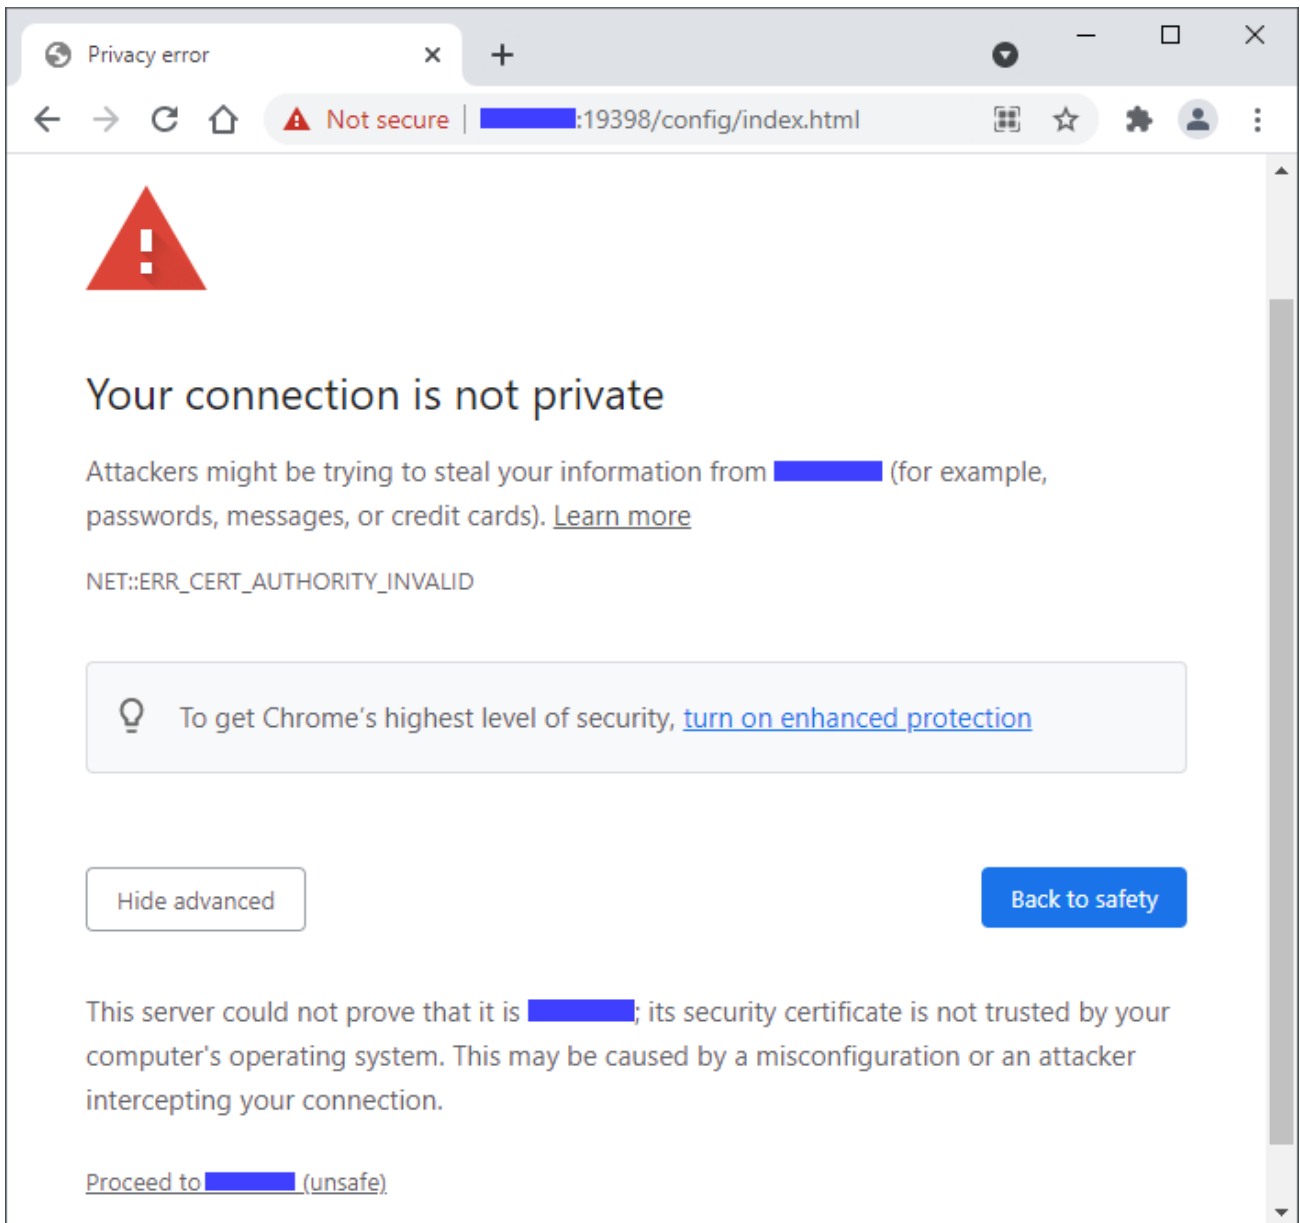 Privacy error
Not secure :19398/config/index.html
Your connection is not private
Attackers might be trying to steal your information from (for example,
passwords, messages, or credit cards). Learn more
NET::ERR_CERT_AUTHORITY_INVALID
To get Chrome's highest level of security, turn on enhanced protection
Hide advanced
Back to safety
This server could not prove that it is ; its security certificate is not trusted by your
computer's operating system. This may be caused by a misconfiguration or an attacker
intercepting your connection.
Proceed to (unsafe)